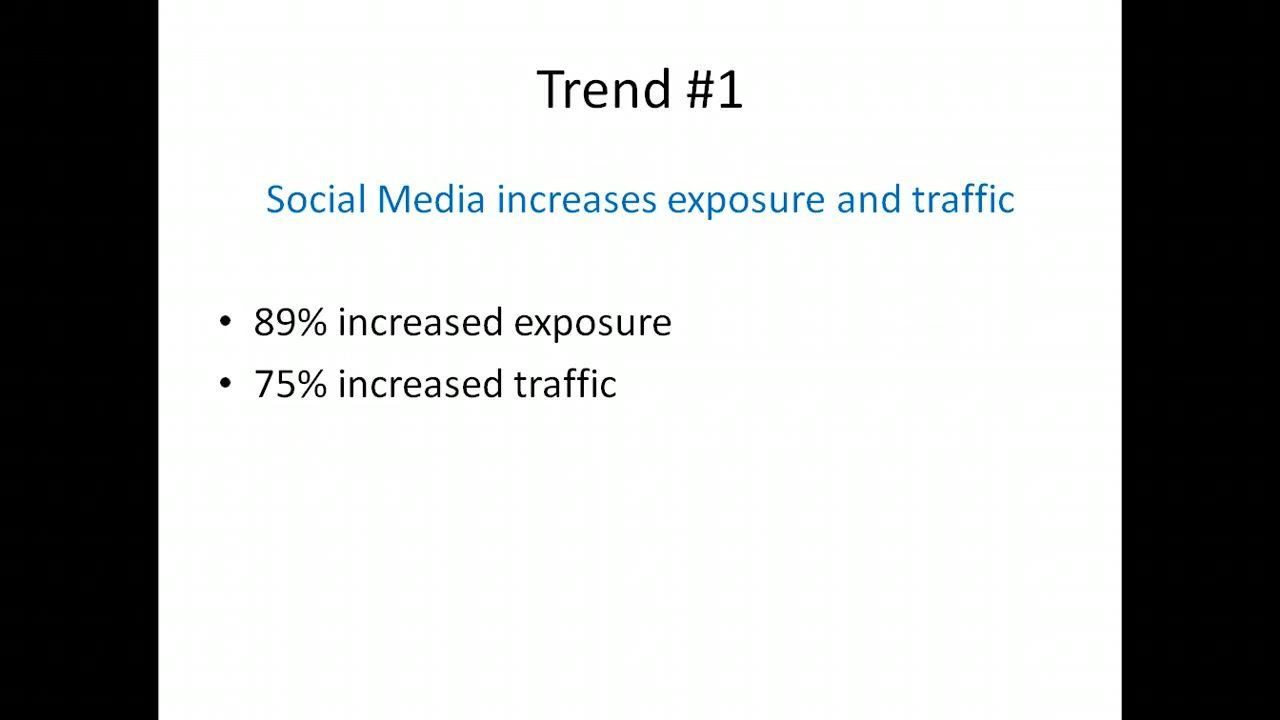 Trend #1
Social Media increases exposure and traffic
• 89% increased exposure
• 75% increased traffic